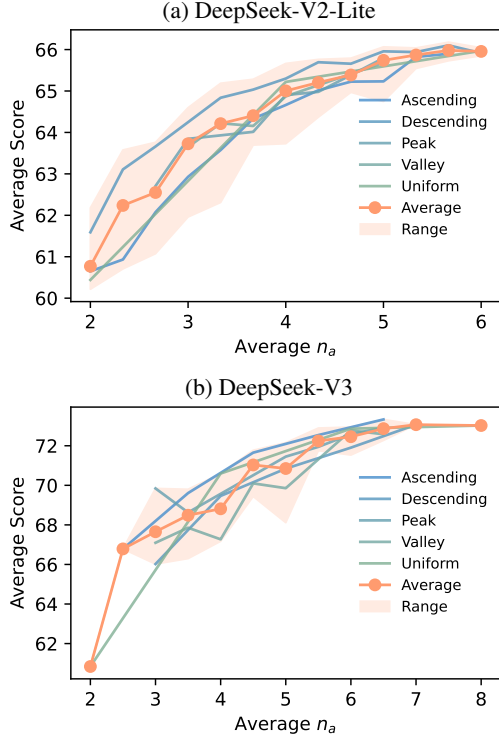 (a) DeepSeek-V2-Lite
66
65
64
63
62
61
60
Average Score
Ascending
Descending
Peak
Valley
Uniform
Average
Range
2 3 4 5 6
Average nₐ
(b) DeepSeek-V3
72
70
68
66
64
62
Average Score
Ascending
Descending
Peak
Valley
Uniform
Average
Range
2 3 4 5 6 7 8
Average nₐ